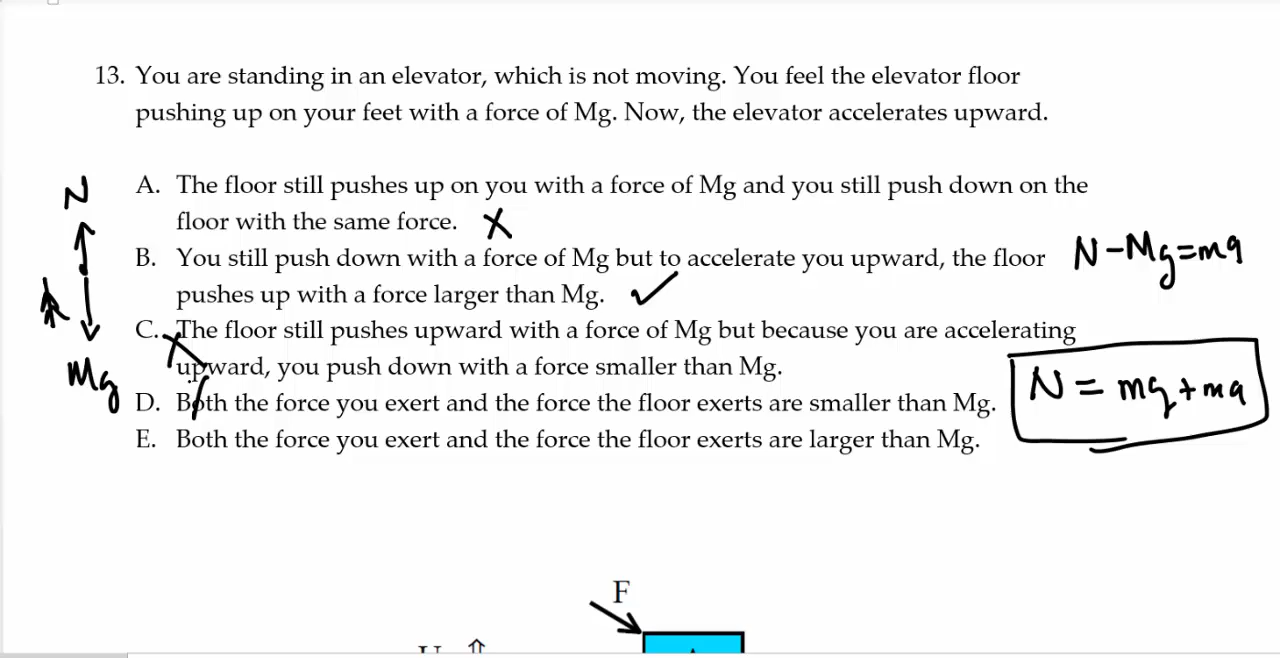 13. You are standing in an elevator, which is not moving. You feel the elevator floor
pushing up on your feet with a force of Mg. Now, the elevator accelerates upward.
N
A. The floor still pushes up on you with a force of Mg and you still push down on the
floor with the same force.
B. You still push down with a force of Mg but to accelerate you upward, the floor
N-Mg=ma
pushes up with a force larger than Mg.
C. The floor still pushes upward with a force of Mg but because you are accelerating
upward, you push down with a force smaller than Mg.
Mg
N = mg+ma
D. Both the force you exert and the force the floor exerts are smaller than Mg.
E. Both the force you exert and the force the floor exerts are larger than Mg.
F